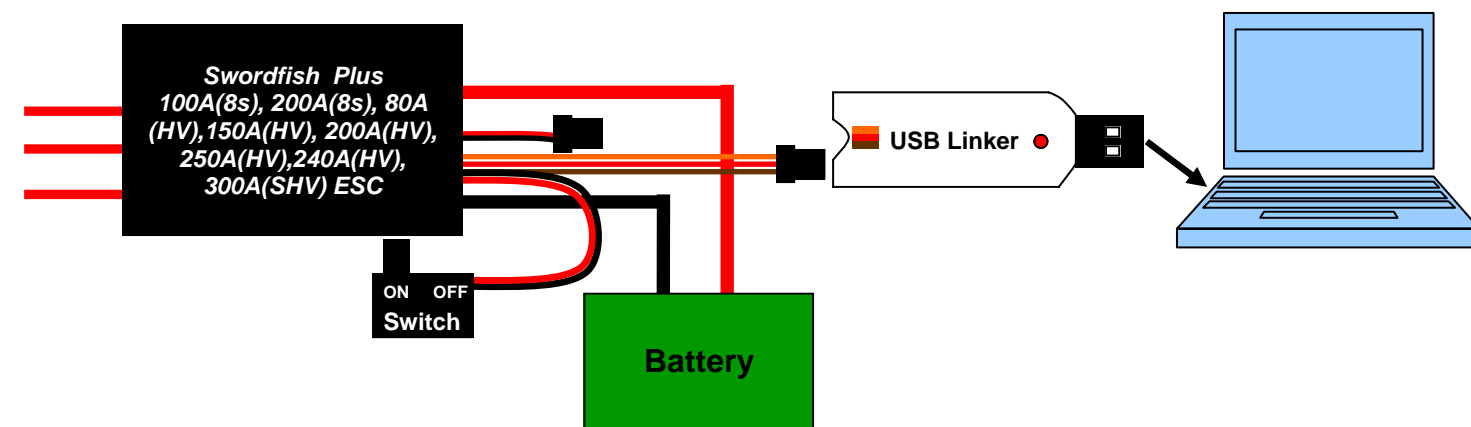 Swordfish Plus
100A(8s), 200A(8s), 80A
(HV),150A(HV), 200A(HV),
250A(HV),240A(HV),
300A(SHV) ESC
USB Linker
ON OFF
Switch
Battery